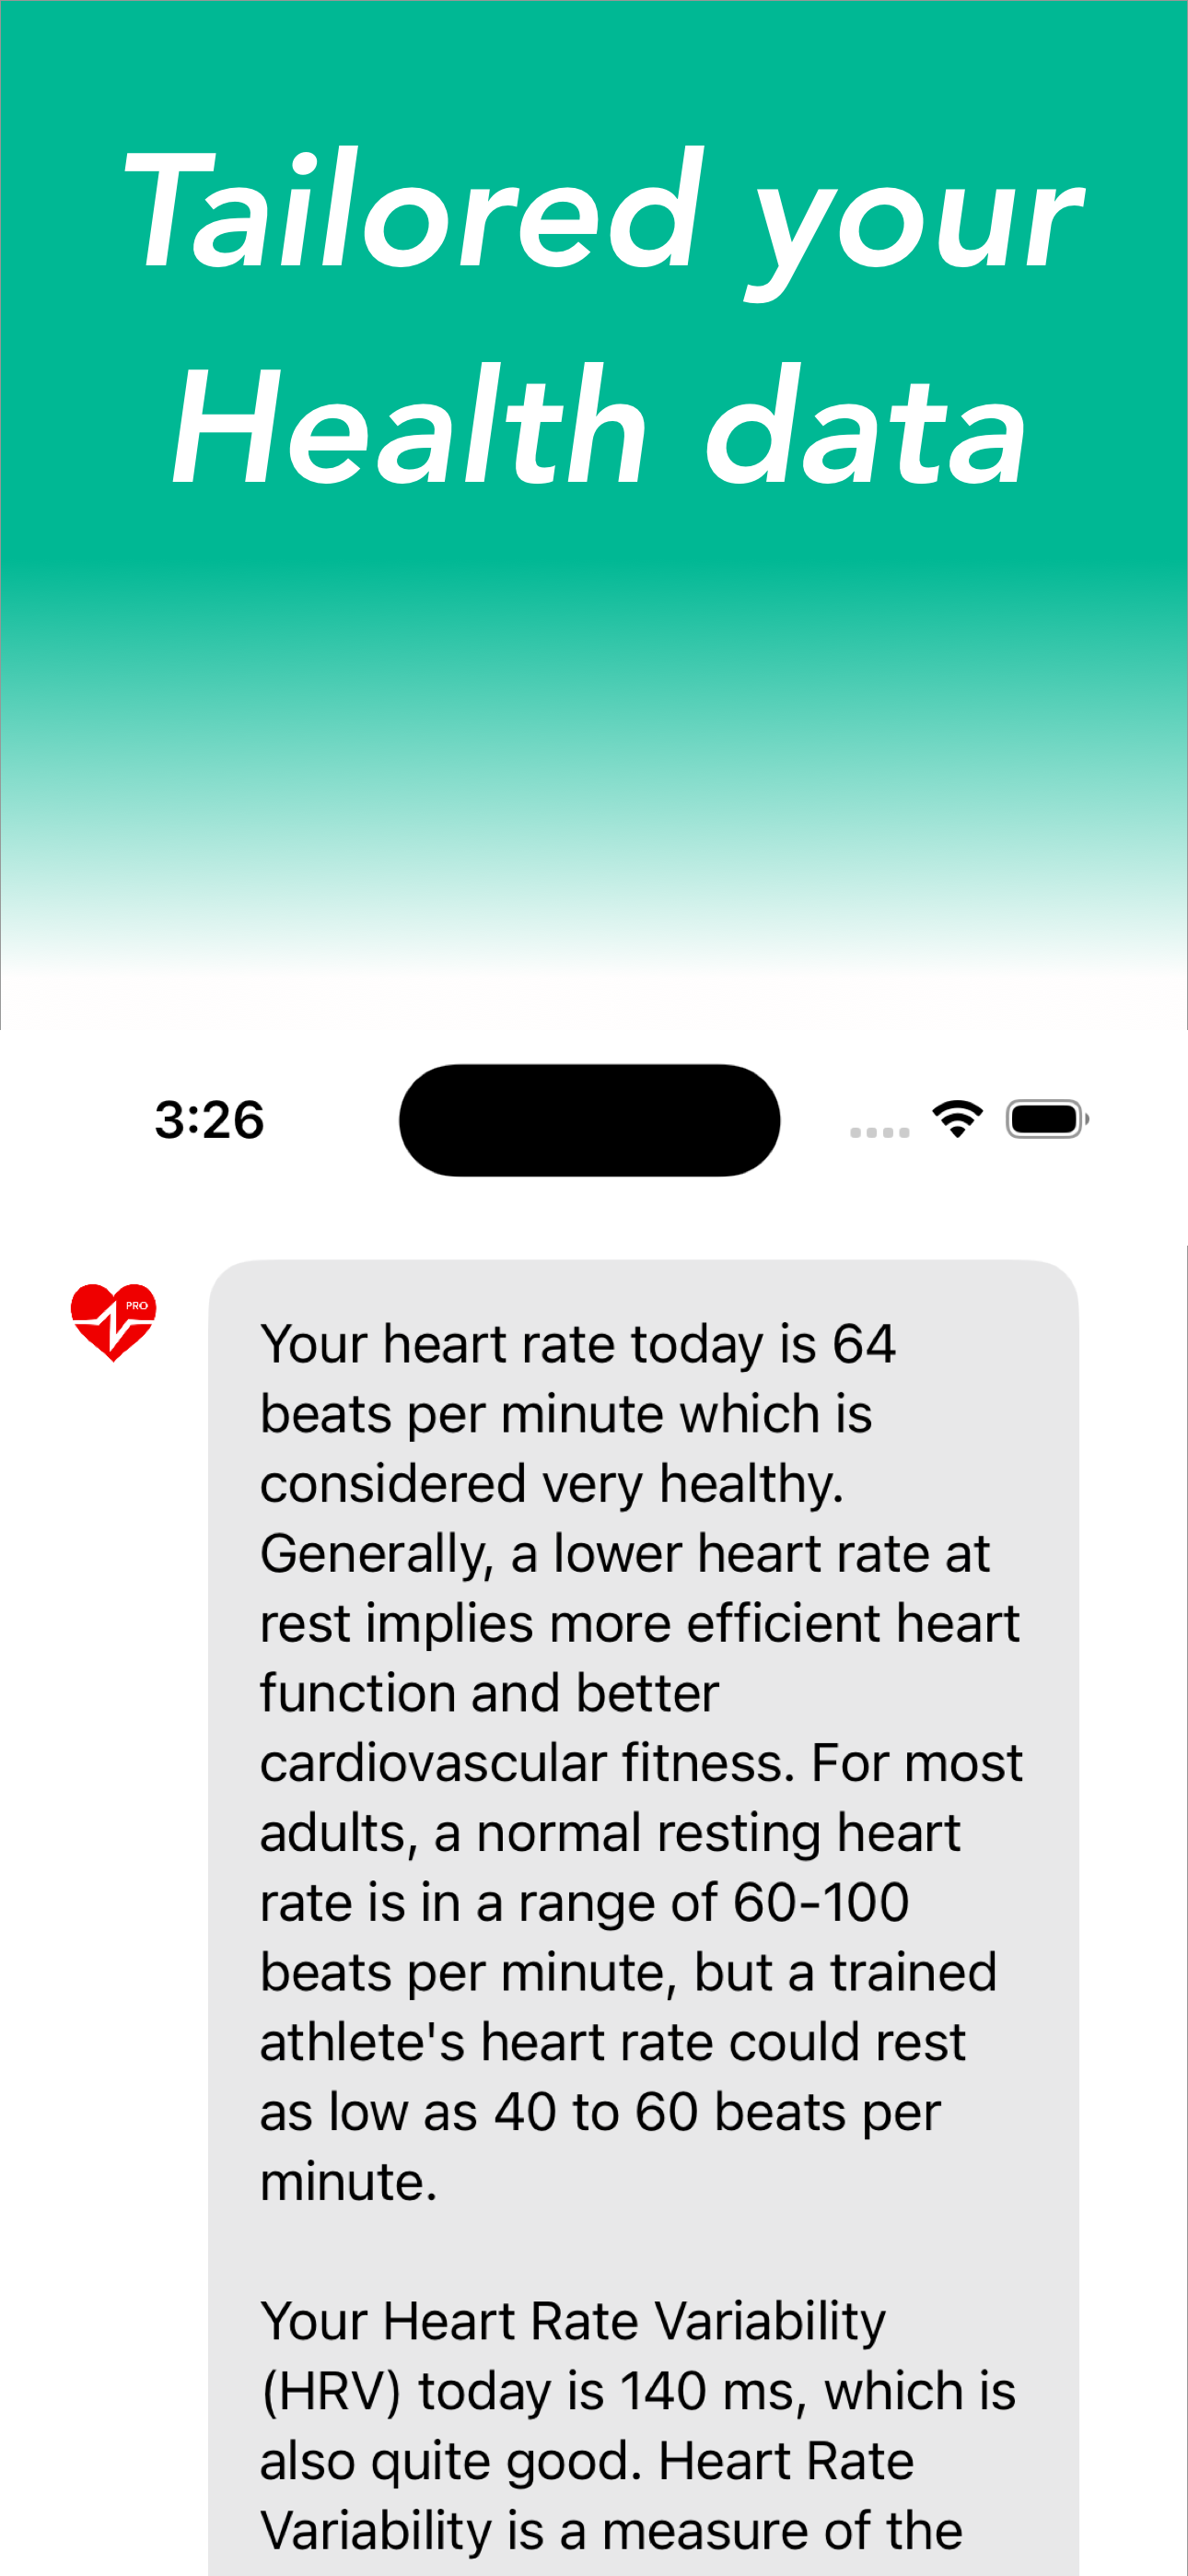 Tailored your
Health data
3:26
PRO
Your heart rate today is 64
beats per minute which is
considered very healthy.
Generally, a lower heart rate at
rest implies more efficient heart
function and better
cardiovascular fitness. For most
adults, a normal resting heart
rate is in a range of 60-100
beats per minute, but a trained
athlete's heart rate could rest
as low as 40 to 60 beats per
minute.
Your Heart Rate Variability
(HRV) today is 140 ms, which is
also quite good. Heart Rate
Variability is a measure of the